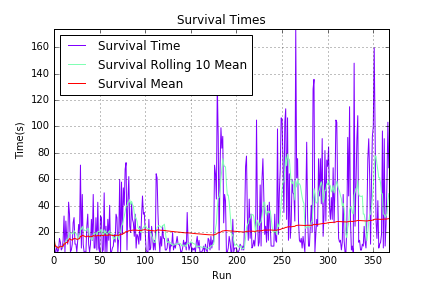 Survival Times
Time(s)
160
140
120
100
80
60
40
20
Survival Time
Survival Rolling 10 Mean
Survival Mean
0 50 100 150 200 250 300 350
Run